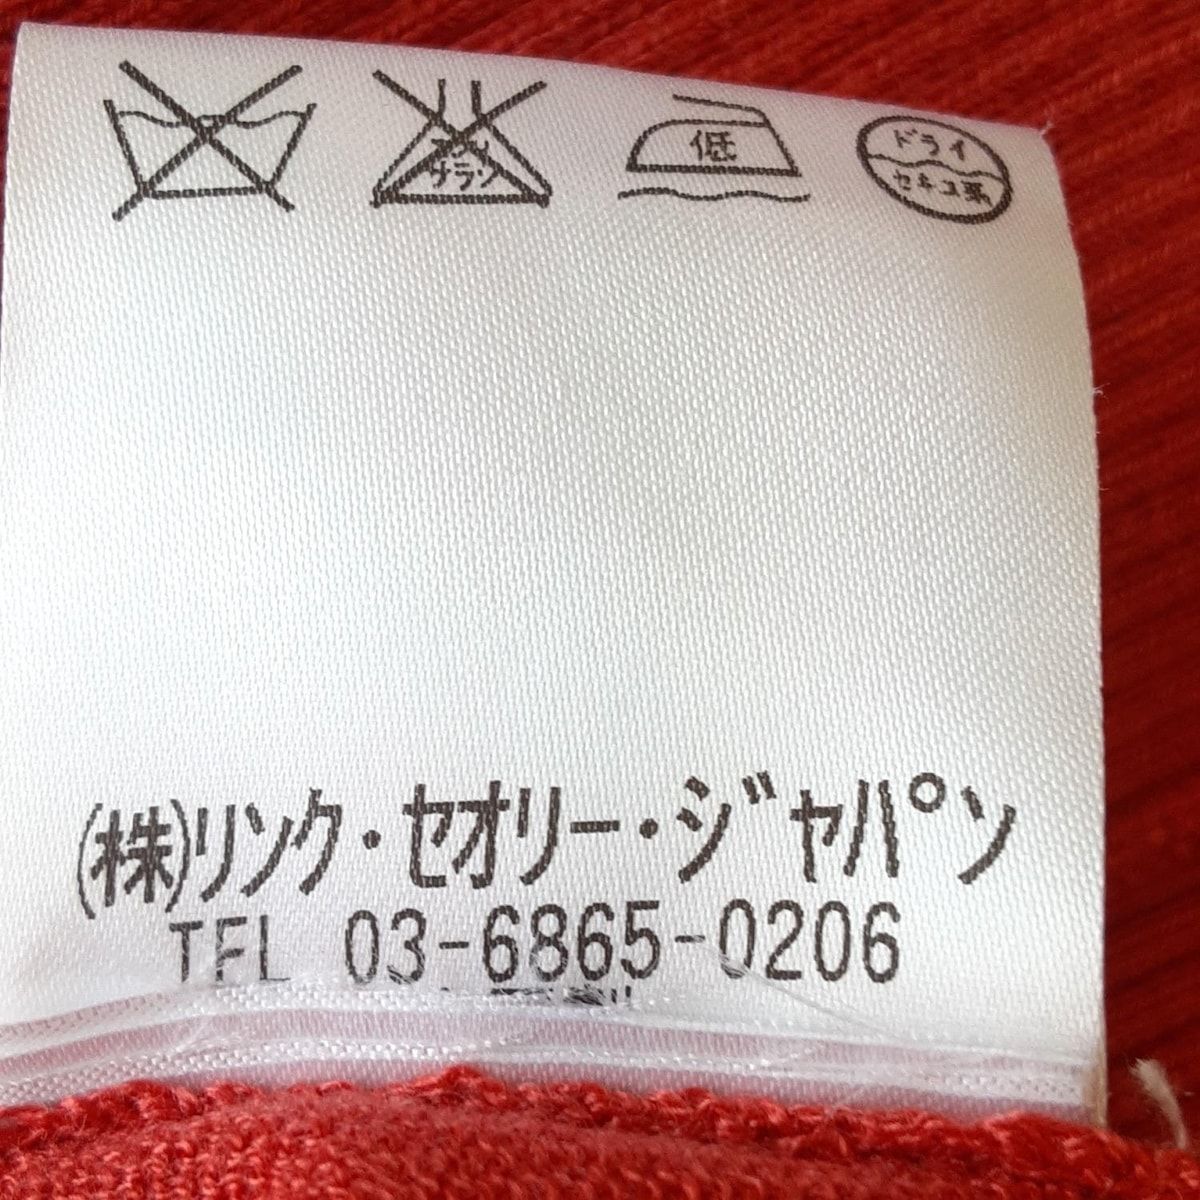 エンソ
サラシ
低
ドライ
セキユ系
(株)リンク・セオリー・ジャパン
TEL 03-6865-0206